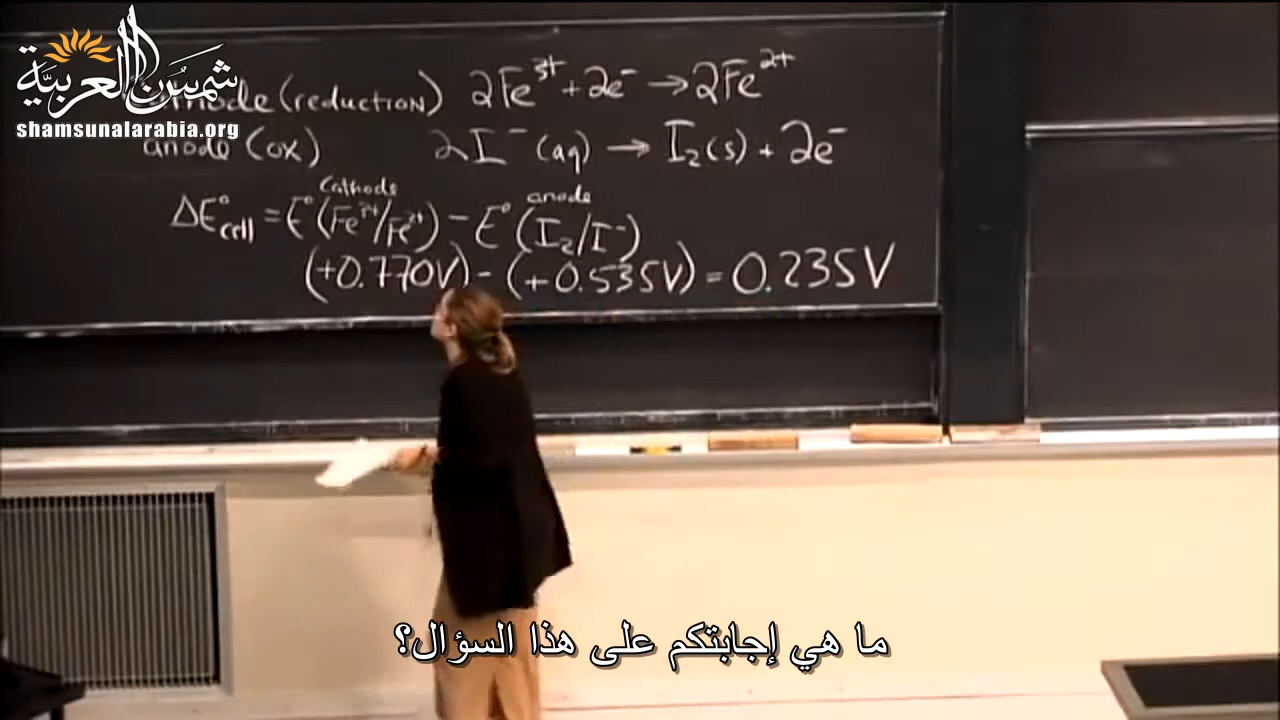 شمس العربية
shamsunalarabia.org
(reduction) 2Fe³⁺ + 2e⁻ → 2Fe²⁺
anode (ox) 2I⁻ (aq) → I₂(s) + 2e⁻
Cathode anode
ΔE°cell = E°(Fe³⁺/Fe²⁺) − E°(I₂/I⁻)
(+0.770V) - (+0.535V) = 0.235V
ما هي إجابتكم على هذا السؤال؟